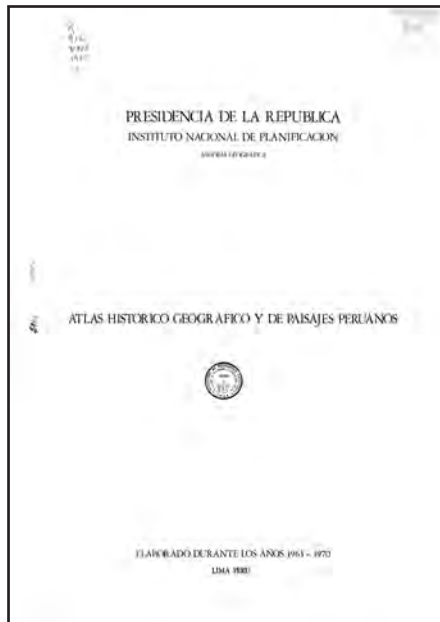 PRESIDENCIA DE LA REPUBLICA
INSTITUTO NACIONAL DE PLANIFICACION
ATLAS HISTORICO GEOGRAFICO Y DE PAISAJES PERUANOS
ELABORADO DURANTE LOS AÑOS 1963 - 1970
LIMA PERU